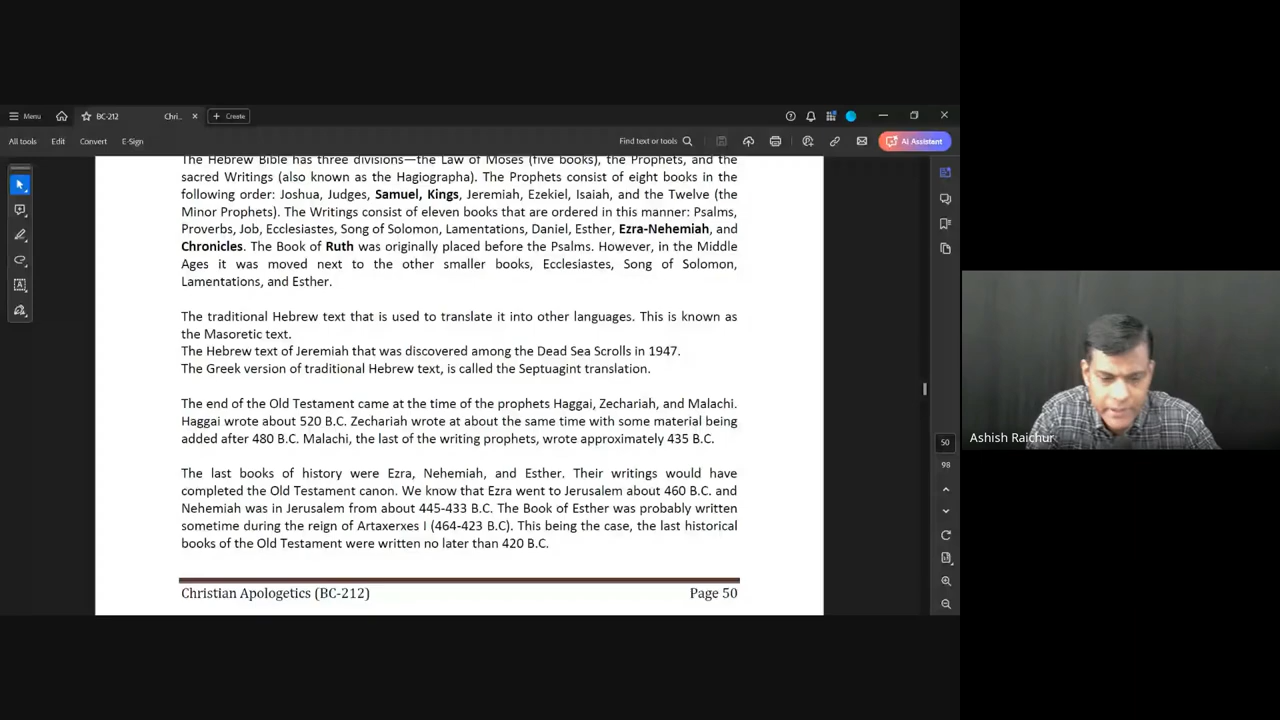 Menu
BC-212
Chri..
Create
All tools
Edit
Convert
E-Sign
Find text or tools
AI Assistant
The Hebrew Bible has three divisions—the Law of Moses (five books), the Prophets, and the
sacred Writings (also known as the Hagiographa). The Prophets consist of eight books in the
following order: Joshua, Judges, Samuel, Kings, Jeremiah, Ezekiel, Isaiah, and the Twelve (the
Minor Prophets). The Writings consist of eleven books that are ordered in this manner: Psalms,
Proverbs, Job, Ecclesiastes, Song of Solomon, Lamentations, Daniel, Esther, Ezra-Nehemiah, and
Chronicles. The Book of Ruth was originally placed before the Psalms. However, in the Middle
Ages it was moved next to the other smaller books, Ecclesiastes, Song of Solomon,
Lamentations, and Esther.
The traditional Hebrew text that is used to translate it into other languages. This is known as
the Masoretic text.
The Hebrew text of Jeremiah that was discovered among the Dead Sea Scrolls in 1947.
The Greek version of traditional Hebrew text, is called the Septuagint translation.
The end of the Old Testament came at the time of the prophets Haggai, Zechariah, and Malachi.
Haggai wrote about 520 B.C. Zechariah wrote at about the same time with some material being
added after 480 B.C. Malachi, the last of the writing prophets, wrote approximately 435 B.C.
The last books of history were Ezra, Nehemiah, and Esther. Their writings would have
completed the Old Testament canon. We know that Ezra went to Jerusalem about 460 B.C. and
Nehemiah was in Jerusalem from about 445-433 B.C. The Book of Esther was probably written
sometime during the reign of Artaxerxes I (464-423 B.C). This being the case, the last historical
books of the Old Testament were written no later than 420 B.C.
Christian Apologetics (BC-212)
Page 50
50
98
Ashish Raichur